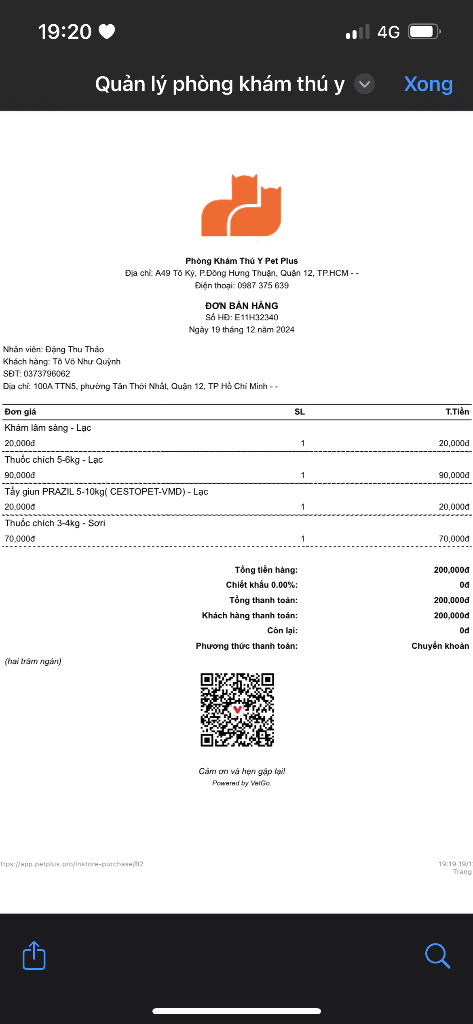 19:20
4G
Quản lý phòng khám thú y
Xong
Phòng Khám Thú Y Pet Plus
Địa chỉ: A49 Tô Ký, P.Đông Hưng Thuận, Quận 12, TP.HCM - -
Điện thoại: 0987 375 639
ĐƠN BÁN HÀNG
Số HĐ: E11H32340
Ngày 19 tháng 12 năm 2024
Nhân viên: Đặng Thu Thảo
Khách hàng: Tô Võ Như Quỳnh
SĐT: 0373796062
Địa chỉ: 100A TTN5, phường Tân Thới Nhất, Quận 12, TP Hồ Chí Minh - -
Đơn giá SL T.Tiền
Khám lâm sàng - Lạc
20,000đ 1 20,000đ
Thuốc chích 5-6kg - Lạc
90,000đ 1 90,000đ
Tẩy giun PRAZIL 5-10kg( CESTOPET-VMD) - Lạc
20,000đ 1 20,000đ
Thuốc chích 3-4kg - Sơri
70,000đ 1 70,000đ
Tổng tiền hàng: 200,000đ
Chiết khấu 0.00%: 0đ
Tổng thanh toán: 200,000đ
Khách hàng thanh toán: 200,000đ
Còn lại: 0đ
Phương thức thanh toán: Chuyển khoản
(hai trăm ngàn)
Cảm ơn và hẹn gặp lại!
Powered by VetGo.
ttps://app.petplus.pro/instore-purchase/82
19:19 19/1
Trang